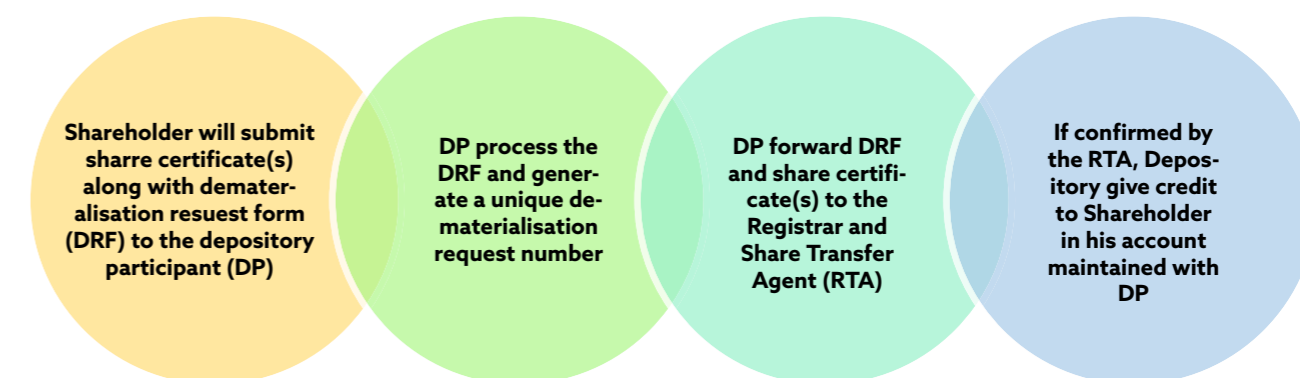 Shareholder will submit
sharre certificate(s)
along with demater-
alisation resuest form
(DRF) to the depository
participant (DP)
DP process the
DRF and gener-
ate a unique de-
materialisation
request number
DP forward DRF
and share certifi-
cate(s) to the
Registrar and
Share Transfer
Agent (RTA)
If confirmed by
the RTA, Depos-
itory give credit
to Shareholder
in his account
maintained with
DP